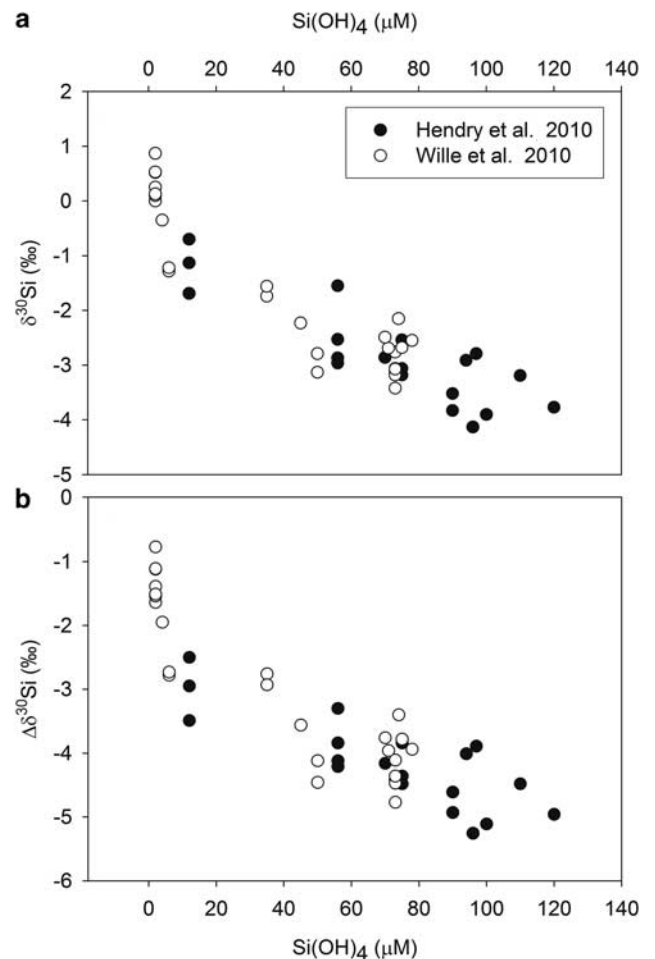 a
Si(OH)4 (μM)
0 20 40 60 80 100 120 140
2
1
0
-1
-2
-3
-4
-5
δ30Si (‰)
Hendry et al. 2010
Wille et al. 2010
b
0
-1
-2
-3
-4
-5
-6
Δδ30Si (‰)
0 20 40 60 80 100 120 140
Si(OH)4 (μM)